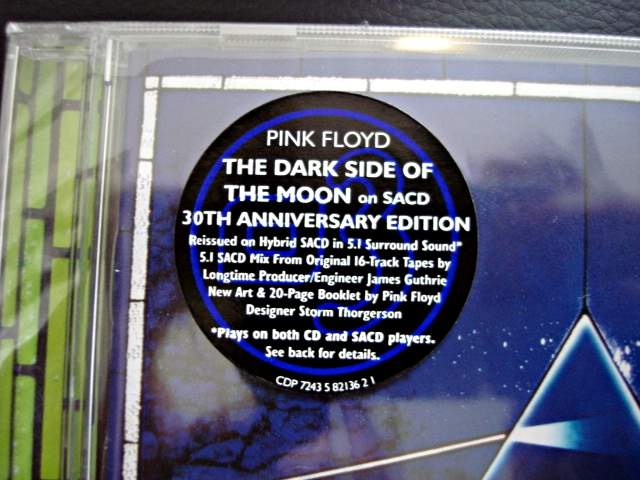 PINK FLOYD
THE DARK SIDE OF
THE MOON on SACD
30TH ANNIVERSARY EDITION
Reissued on Hybrid SACD in 5.1 Surround Sound*
5.1 SACD Mix From Original 16-Track Tapes by
Longtime Producer/Engineer James Guthrie
New Art & 20-Page Booklet by Pink Floyd
Designer Storm Thorgerson
*Plays on both CD and SACD players.
See back for details.
CDP 7243 5 82136 2 1